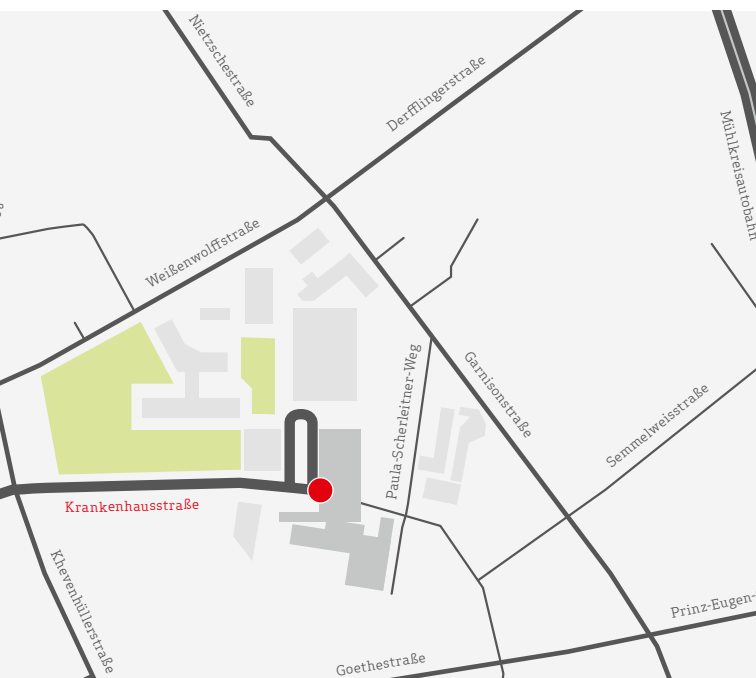 Nietzschestraße
Derfflingerstraße
Mühlkreisautobahn
Weißenwolffstraße
Paula-Scherleitner-Weg
Garnisonstraße
Semmelweisstraße
Krankenhausstraße
Khevenhüllerstraße
Prinz-Eugen-
Goethestraße